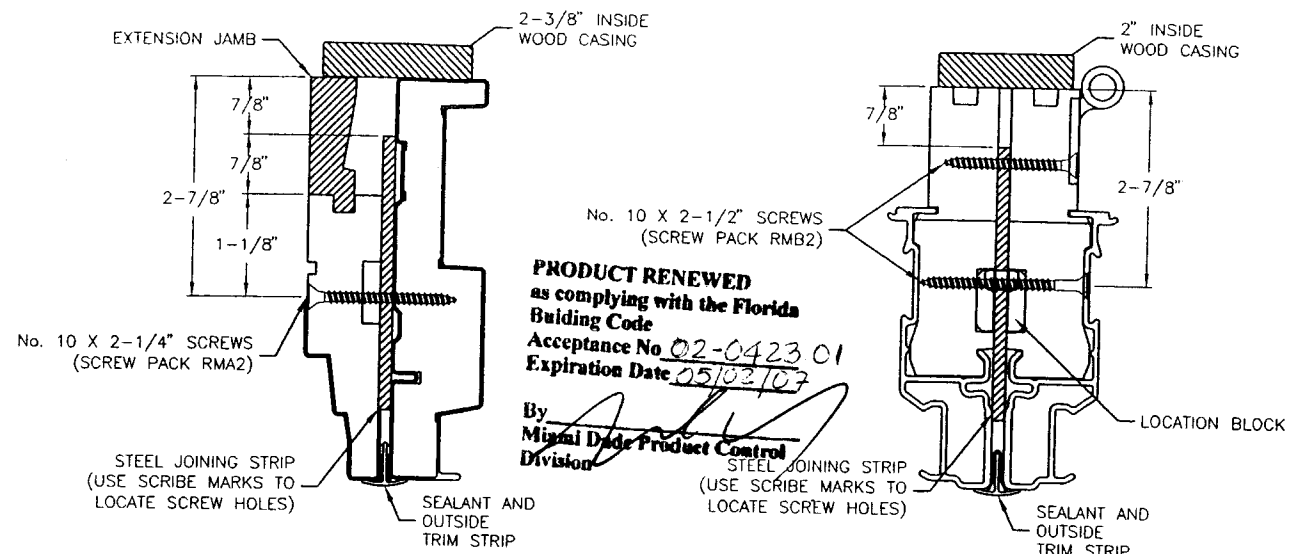 EXTENSION JAMB
2-3/8" INSIDE
WOOD CASING
7/8"
7/8"
2-7/8"
1-1/8"
No. 10 X 2-1/4" SCREWS
(SCREW PACK RMA2)
STEEL JOINING STRIP
(USE SCRIBE MARKS TO
LOCATE SCREW HOLES)
SEALANT AND
OUTSIDE
TRIM STRIP
PRODUCT RENEWED
as complying with the Florida
Building Code
Acceptance No 02-0423.01
Expiration Date 05/02/07
By
Miami Dade Product Control
Division
2" INSIDE
WOOD CASING
7/8"
2-7/8"
No. 10 X 2-1/2" SCREWS
(SCREW PACK RMB2)
LOCATION BLOCK
STEEL JOINING STRIP
(USE SCRIBE MARKS TO
LOCATE SCREW HOLES)
SEALANT AND
OUTSIDE
TRIM STRIP